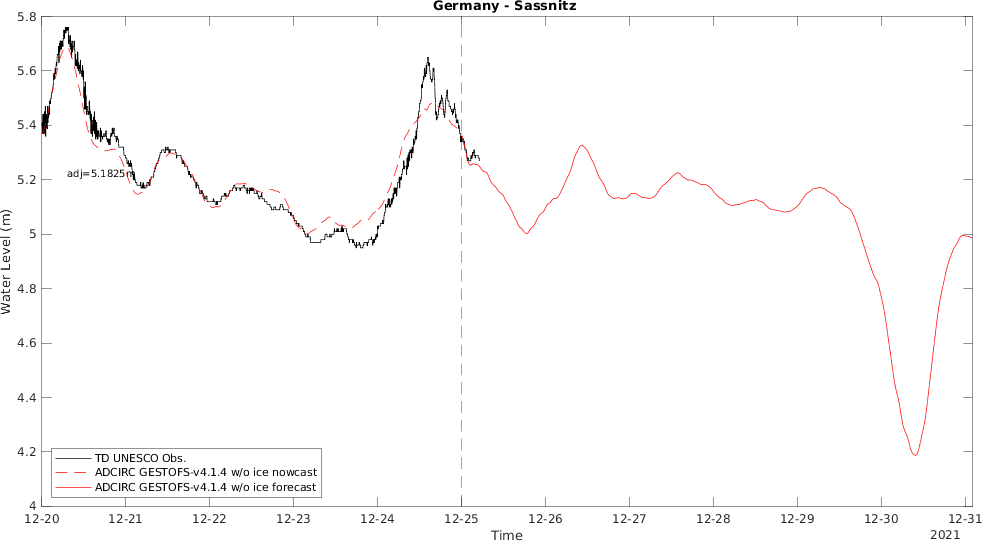 Germany - Sassnitz
5.8
5.6
5.4
5.2
5
4.8
4.6
4.4
4.2
4
Water Level (m)
adj=5.1825
TD UNESCO Obs.
ADCIRC GESTOFS-v4.1.4 w/o ice nowcast
ADCIRC GESTOFS-v4.1.4 w/o ice forecast
12-20 12-21 12-22 12-23 12-24 12-25 12-26 12-27 12-28 12-29 12-30 12-31
Time
2021